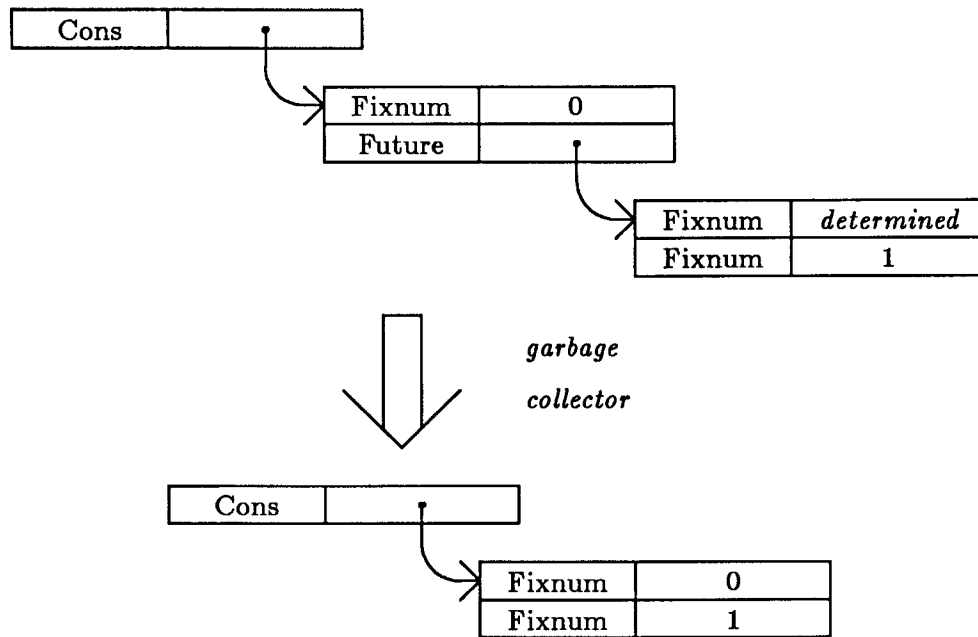 Cons
Fixnum 0
Future
Fixnum determined
Fixnum 1
garbage
collector
Cons
Fixnum 0
Fixnum 1